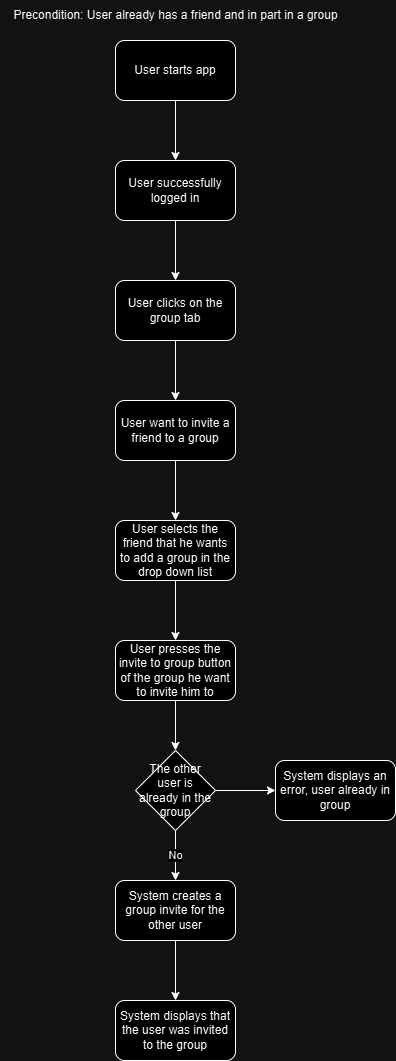 Precondition: User already has a friend and in part in a group
User starts app
User successfully
logged in
User clicks on the
group tab
User want to invite a
friend to a group
User selects the
friend that he wants
to add a group in the
drop down list
User presses the
invite to group button
of the group he want
to invite him to
The other
user is
already in the
group
System displays an
error, user already in
group
No
System creates a
group invite for the
other user
System displays that
the user was invited
to the group